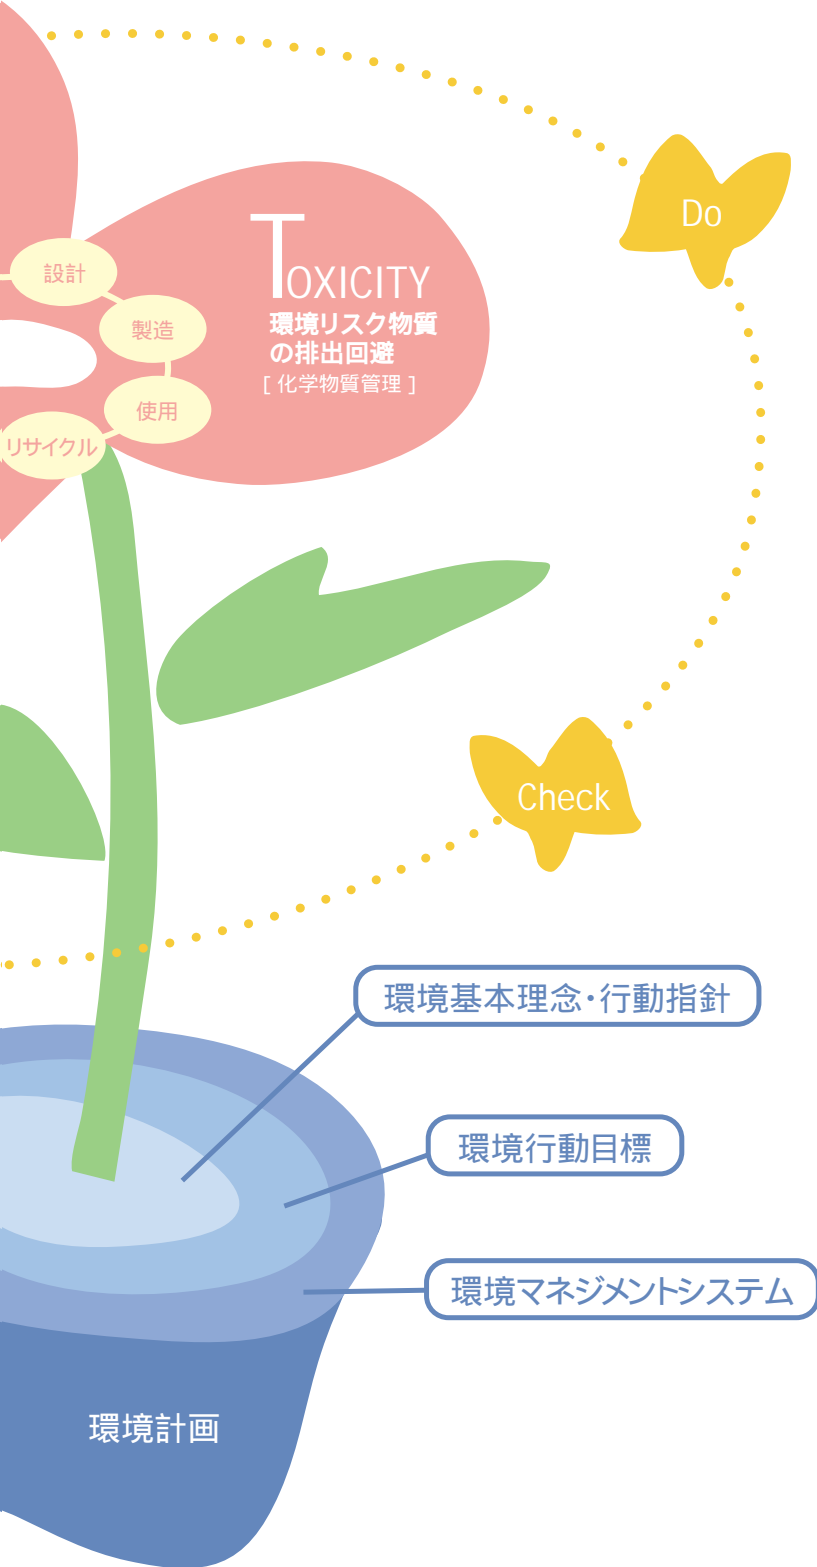 Do
TOXICITY
環境リスク物質
の排出回避
[ 化学物質管理 ]
設計
製造
使用
リサイクル
Check
環境基本理念・行動指針
環境行動目標
環境マネジメントシステム
環境計画